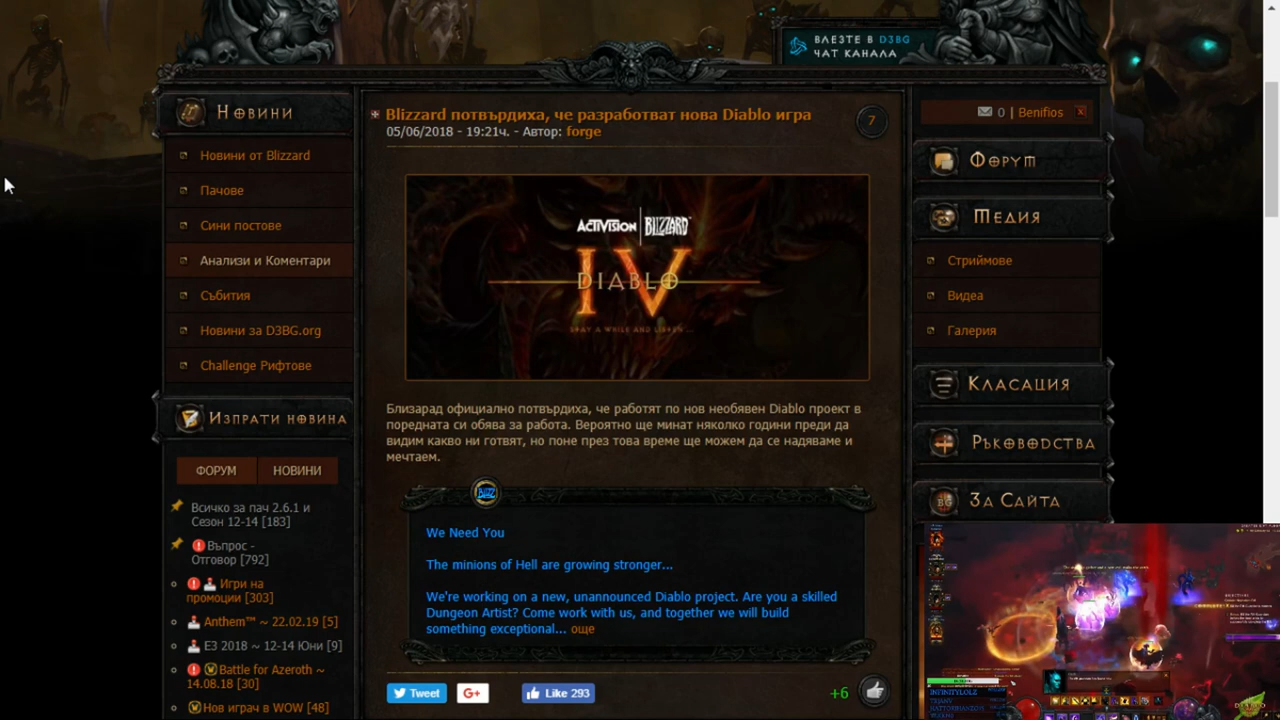 ВЛЕЗТЕ В D3BG
ЧАТ КАНАЛА
Новини
Новини от Blizzard
Пачове
Сини постове
Анализи и Коментари
Събития
Новини за D3BG.org
Challenge Рифтове
Изпрати новина
ФОРУМ
НОВИНИ
Всичко за пач 2.6.1 и
Сезон 12-14 [183]
Въпрос -
Отговор [792]
Игри на
промоции [303]
Anthem™ ~ 22.02.19 [5]
E3 2018 ~ 12-14 Юни [9]
Battle for Azeroth ~
14.08.18 [30]
Нов играч в WOW [48]
Blizzard потвърдиха, че разработват нова Diablo игра
05/06/2018 - 19:21ч. - Автор: forge
7
ACTIVISION BLIZZARD
IV
DIABLO
STAY A WHILE AND LISTEN ...
Близард официално потвърдиха, че работят по нов необявен Diablo проект в
поредната си обява за работа. Вероятно ще минат няколко години преди да
видим какво ни готвят, но поне през това време ще можем да се надяваме и
мечтаем.
BLIZZ
We Need You
The minions of Hell are growing stronger...
We're working on a new, unannounced Diablo project. Are you a skilled
Dungeon Artist? Come work with us, and together we will build
something exceptional... още
Tweet
G+
Like 293
+6
0 | Benifios x
Форум
Медия
Стриймове
Видеа
Галерия
Класация
Ръководства
За Сайта
INFINITYLOLZ